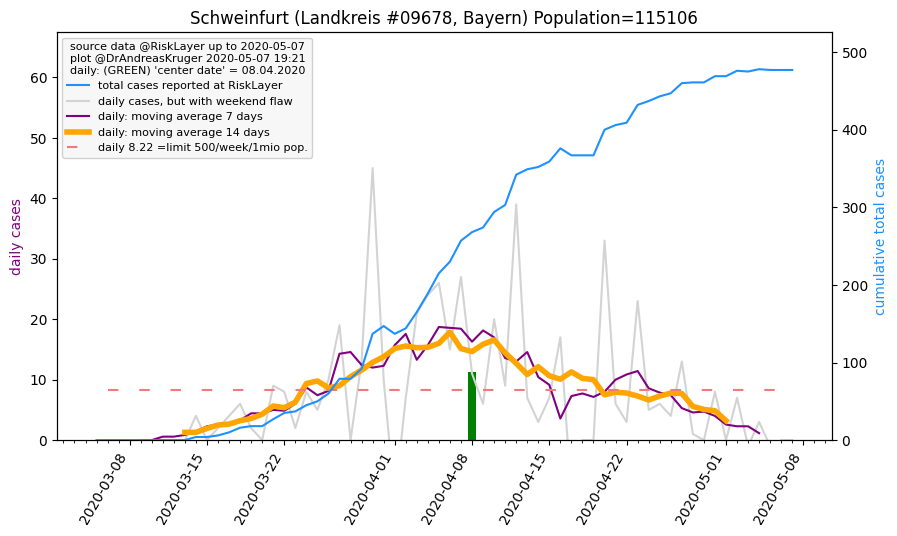 Schweinfurt (Landkreis #09678, Bayern) Population=115106
source data @RiskLayer up to 2020-05-07
plot @DrAndreasKruger 2020-05-07 19:21
daily: (GREEN) 'center date' = 08.04.2020
total cases reported at RiskLayer
daily cases, but with weekend flaw
daily: moving average 7 days
daily: moving average 14 days
daily 8.22 =limit 500/week/1mio pop.
daily cases
60
50
40
30
20
10
0
cumulative total cases
500
400
300
200
100
0
2020-03-08
2020-03-15
2020-03-22
2020-04-01
2020-04-08
2020-04-15
2020-04-22
2020-05-01
2020-05-08